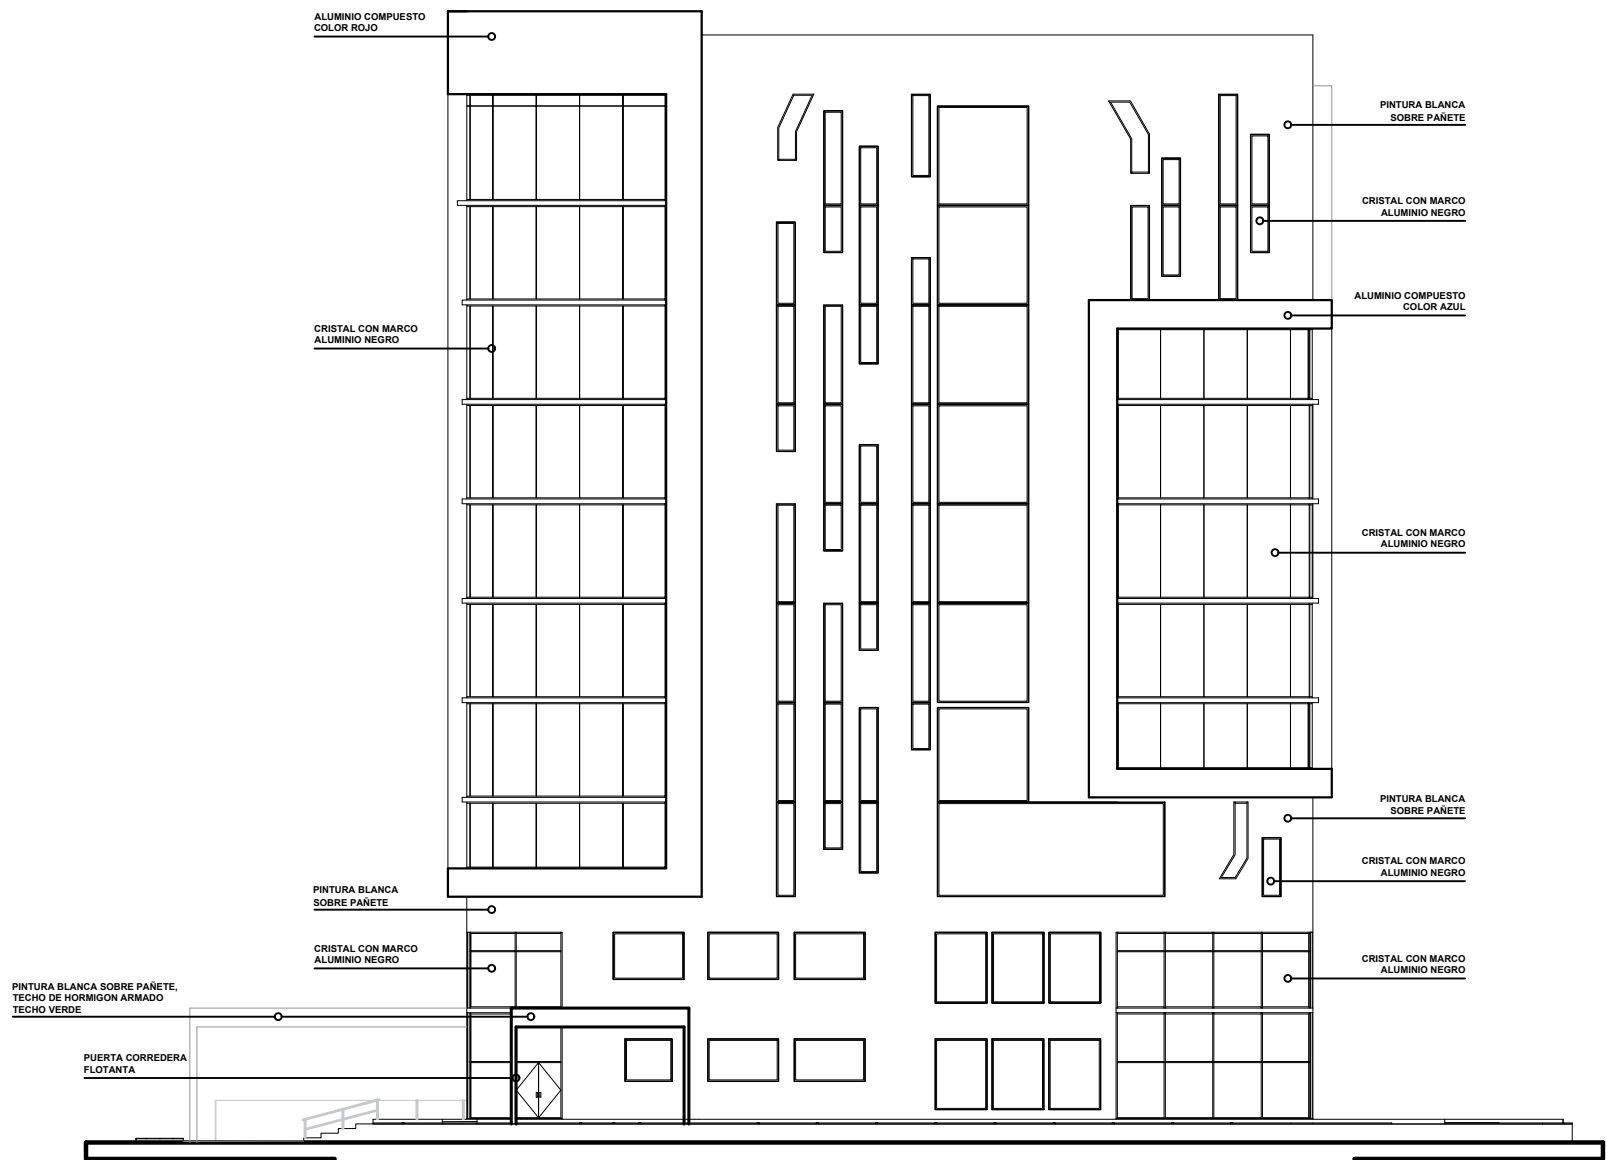 ALUMINIO COMPUESTO
COLOR ROJO
CRISTAL CON MARCO
ALUMINIO NEGRO
PINTURA BLANCA
SOBRE PAÑETE
CRISTAL CON MARCO
ALUMINIO NEGRO
PINTURA BLANCA SOBRE PAÑETE,
TECHO DE HORMIGON ARMADO
TECHO VERDE
PUERTA CORREDERA
FLOTANTA
PINTURA BLANCA
SOBRE PAÑETE
CRISTAL CON MARCO
ALUMINIO NEGRO
ALUMINIO COMPUESTO
COLOR AZUL
CRISTAL CON MARCO
ALUMINIO NEGRO
PINTURA BLANCA
SOBRE PAÑETE
CRISTAL CON MARCO
ALUMINIO NEGRO
CRISTAL CON MARCO
ALUMINIO NEGRO